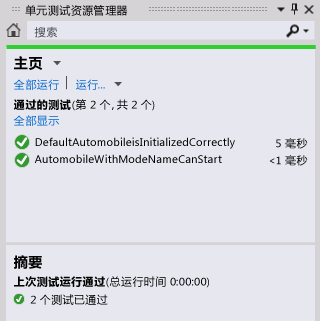 单元测试资源管理器
搜索
主页
全部运行 | 运行...
通过的测试(第 2 个, 共 2 个)
全部显示
DefaultAutomobileisInitializedCorrectly 5 毫秒
AutomobileWithModeNameCanStart <1 毫秒
摘要
上次测试运行通过(总运行时间 0:00:00)
2 个测试已通过